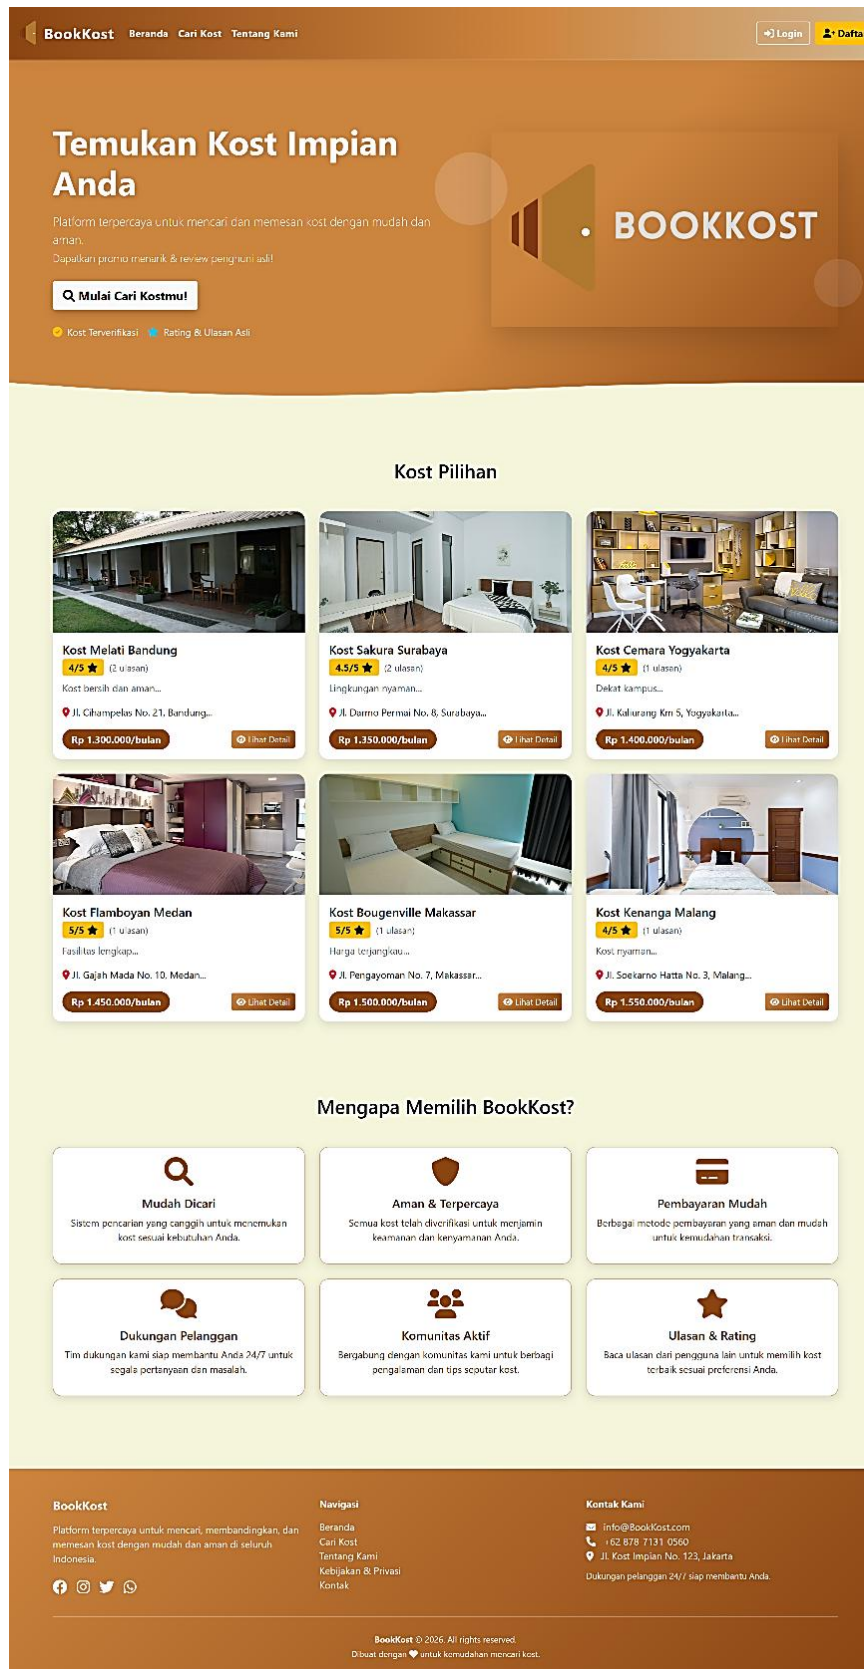 BookKost Beranda Cari Kost Tentang Kami Login Dafta
Temukan Kost Impian
Anda
Platform terpercaya untuk mencari dan memesan kost dengan mudah dan
aman.
Dapatkan promo menarik & review penghuni asli!
Mulai Cari Kostmu!
Kost Terverifikasi Rating & Ulasan Asli
BOOKKOST
Kost Pilihan
Kost Melati Bandung
4/5 (2 ulasan)
Kost bersih dan aman...
Jl. Cihampelas No. 21, Bandung...
Rp 1.300.000/bulan Lihat Detail
Kost Sakura Surabaya
4.5/5 (2 ulasan)
Lingkungan nyaman...
Jl. Darmo Permai No. 8, Surabaya...
Rp 1.350.000/bulan Lihat Detail
Kost Cemara Yogyakarta
4/5 (1 ulasan)
Dekat kampus...
Jl. Kaliurang Km 5, Yogyakarta...
Rp 1.400.000/bulan Lihat Detail
Kost Flamboyan Medan
5/5 (1 ulasan)
Fasilitas lengkap...
Jl. Gajah Mada No. 10, Medan...
Rp 1.450.000/bulan Lihat Detail
Kost Bougenville Makassar
5/5 (1 ulasan)
Harga terjangkau...
Jl. Pengayoman No. 7, Makassar...
Rp 1.500.000/bulan Lihat Detail
Kost Kenanga Malang
4/5 (1 ulasan)
Kost nyaman...
Jl. Soekarno Hatta No. 3, Malang...
Rp 1.550.000/bulan Lihat Detail
Mengapa Memilih BookKost?
Mudah Dicari
Sistem pencarian yang canggih untuk menemukan
kost sesuai kebutuhan Anda.
Aman & Terpercaya
Semua kost telah diverifikasi untuk menjamin
keamanan dan kenyamanan Anda.
Pembayaran Mudah
Berbagai metode pembayaran yang aman dan mudah
untuk kemudahan transaksi.
Dukungan Pelanggan
Tim dukungan kami siap membantu Anda 24/7 untuk
segala pertanyaan dan masalah.
Komunitas Aktif
Bergabung dengan komunitas kami untuk berbagi
pengalaman dan tips seputar kost.
Ulasan & Rating
Baca ulasan dari pengguna lain untuk memilih kost
terbaik sesuai preferensi Anda.
BookKost
Platform terpercaya untuk mencari, membandingkan, dan
memesan kost dengan mudah dan aman di seluruh
Indonesia.
Navigasi
Beranda
Cari Kost
Tentang Kami
Kebijakan & Privasi
Kontak
Kontak Kami
info@BookKost.com
+62 878 7131 0560
Jl. Kost Impian No. 123, Jakarta
Dukungan pelanggan 24/7 siap membantu Anda.
BookKost © 2026. All rights reserved.
Dibuat dengan ❤ untuk kemudahan mencari kost.